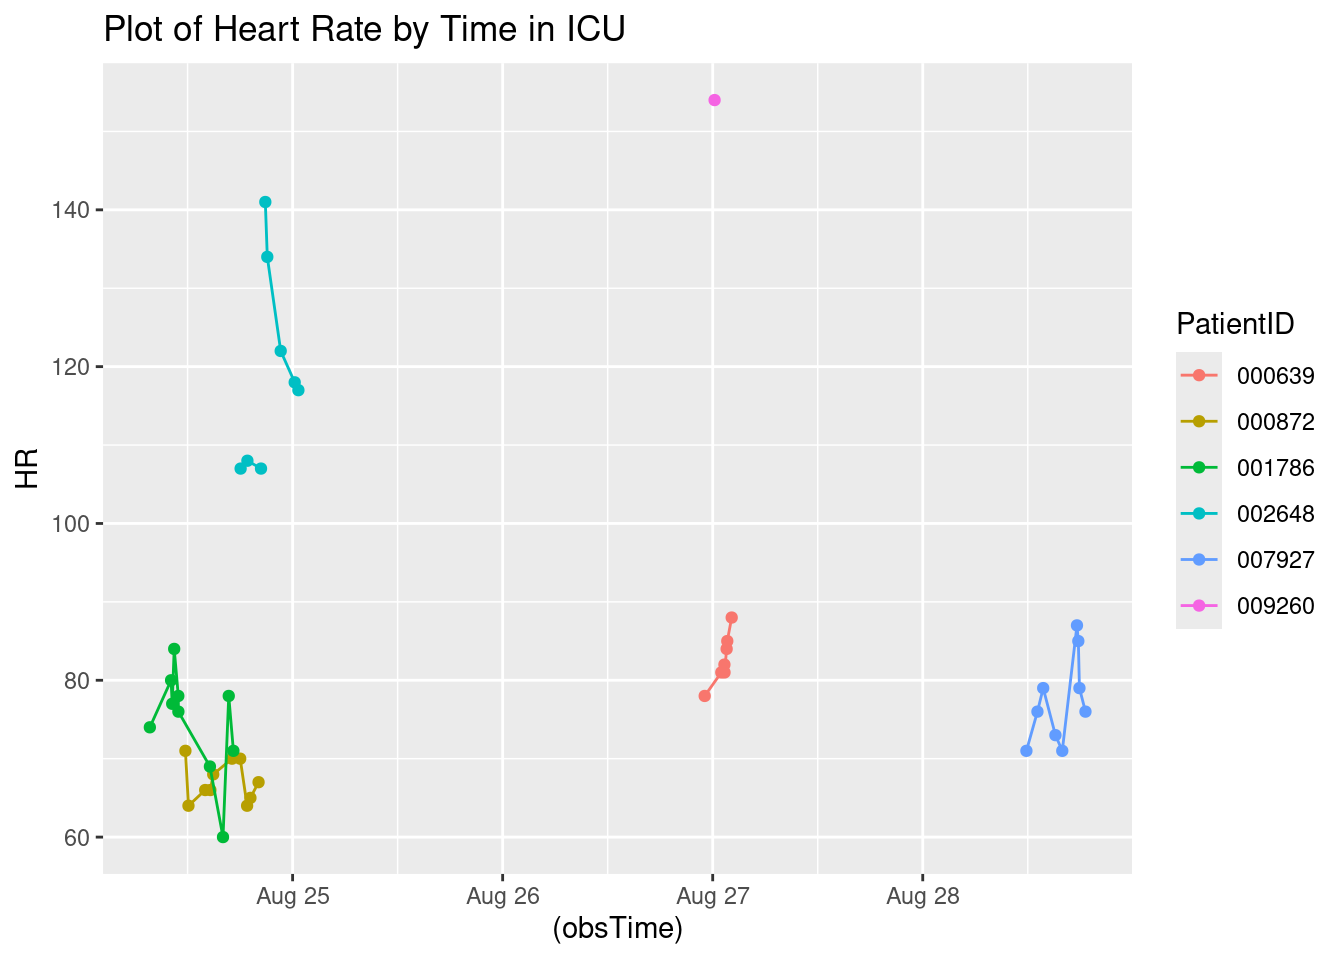 Plot of Heart Rate by Time in ICU
HR
140
120
100
80
60
Aug 25 Aug 26 Aug 27 Aug 28
(obsTime)
PatientID
000639
000872
001786
002648
007927
009260